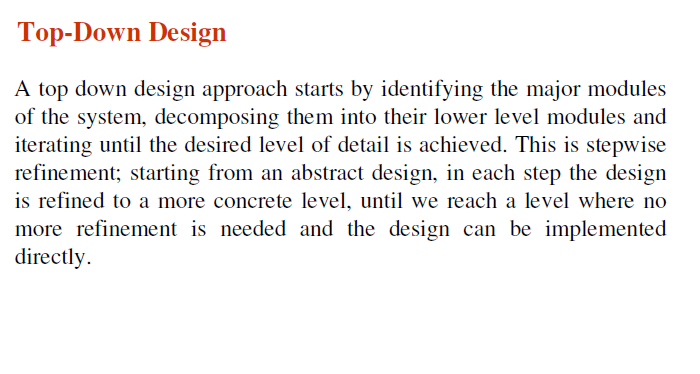 Top-Down Design
A top down design approach starts by identifying the major modules
of the system, decomposing them into their lower level modules and
iterating until the desired level of detail is achieved. This is stepwise
refinement; starting from an abstract design, in each step the design
is refined to a more concrete level, until we reach a level where no
more refinement is needed and the design can be implemented
directly.